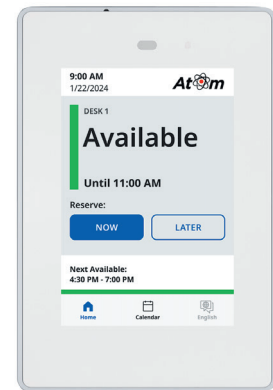 9:00 AM
1/22/2024
Atom
DESK 1
Available
Until 11:00 AM
Reserve:
NOW
LATER
Next Available:
4:30 PM - 7:00 PM
Home
Calendar
English